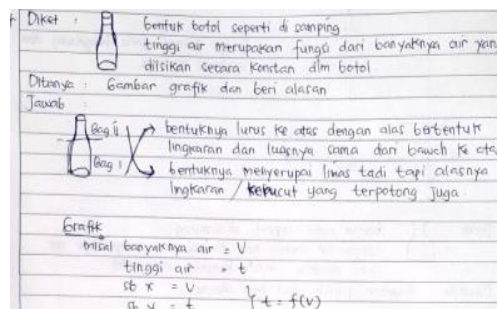 Diket :
bentuk botol seperti di samping
tinggi air merupakan fungsi dari banyaknya air yan
diisikan secara konstan dlm botol
Ditanya : Gambar grafik dan beri alasan
Jawab :
Bag ii
bentuknya lurus ke atas dengan alas berbentuk
lingkaran dan luasnya sama dari bawah ke ata
Bag i
bentuknya menyerupai limas tadi tapi alasnya
lingkaran / kerucut yang terpotong juga
Grafik
misal banyaknya air = V
tinggi air = t
sb x = V
sb y = t } t = f(v)